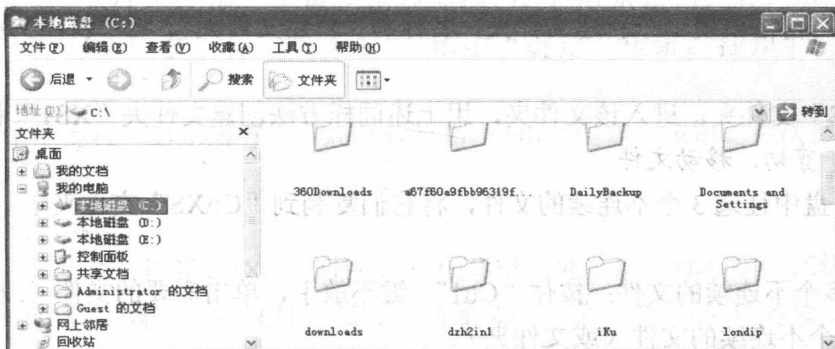 本地磁盘 (C:)
文件(F) 编辑(E) 查看(V) 收藏(A) 工具(T) 帮助(H)
后退 搜索 文件夹
地址(D) C:\ 转到
文件夹 ×
桌面
我的文档
我的电脑
本地磁盘 (C:)
本地磁盘 (D:)
本地磁盘 (E:)
控制面板
共享文档
Administrator 的文档
Guest 的文档
网上邻居
回收站
360Downloads
a67f60a9fbb96319f...
DailyBackup
Documents and
Settings
downloads
dzh2in1
iKu
londip